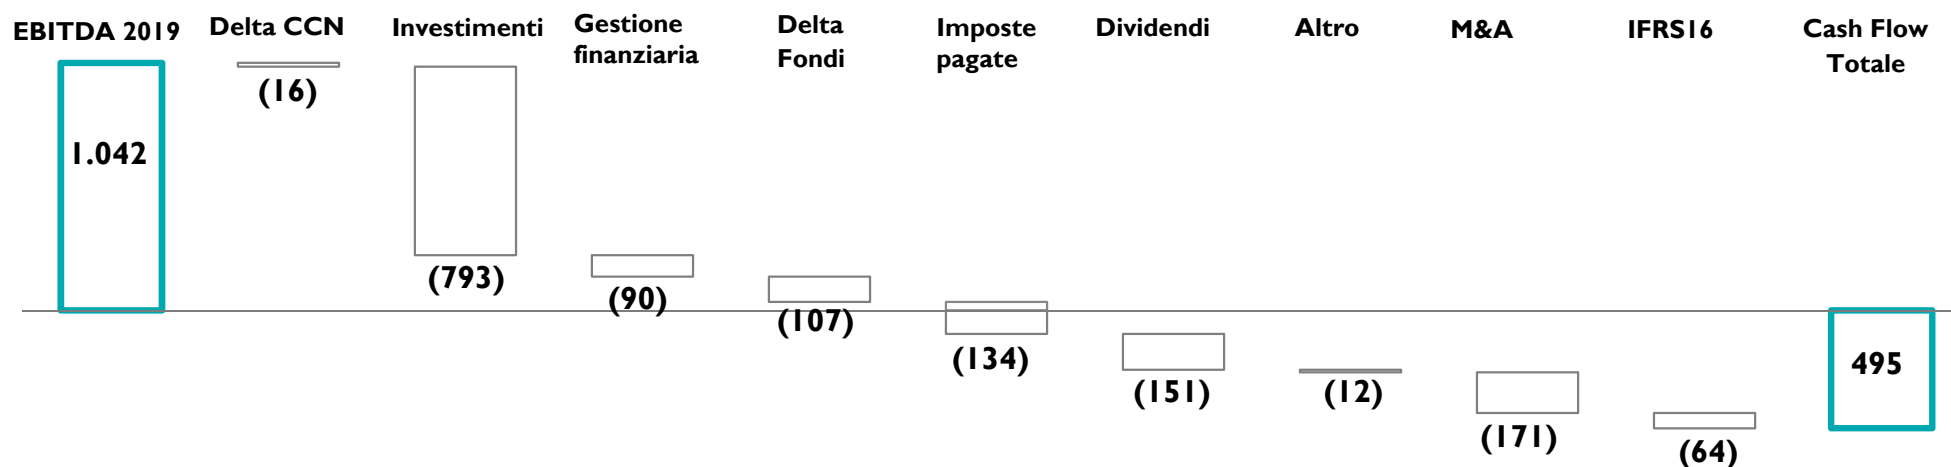 EBITDA 2019
Delta CCN
Investimenti
Gestione
finanziaria
Delta
Fondi
Imposte
pagate
Dividendi
Altro
M&A
IFRS16
Cash Flow
Totale
1.042
(16)
(793)
(90)
(107)
(134)
(151)
(12)
(171)
(64)
495